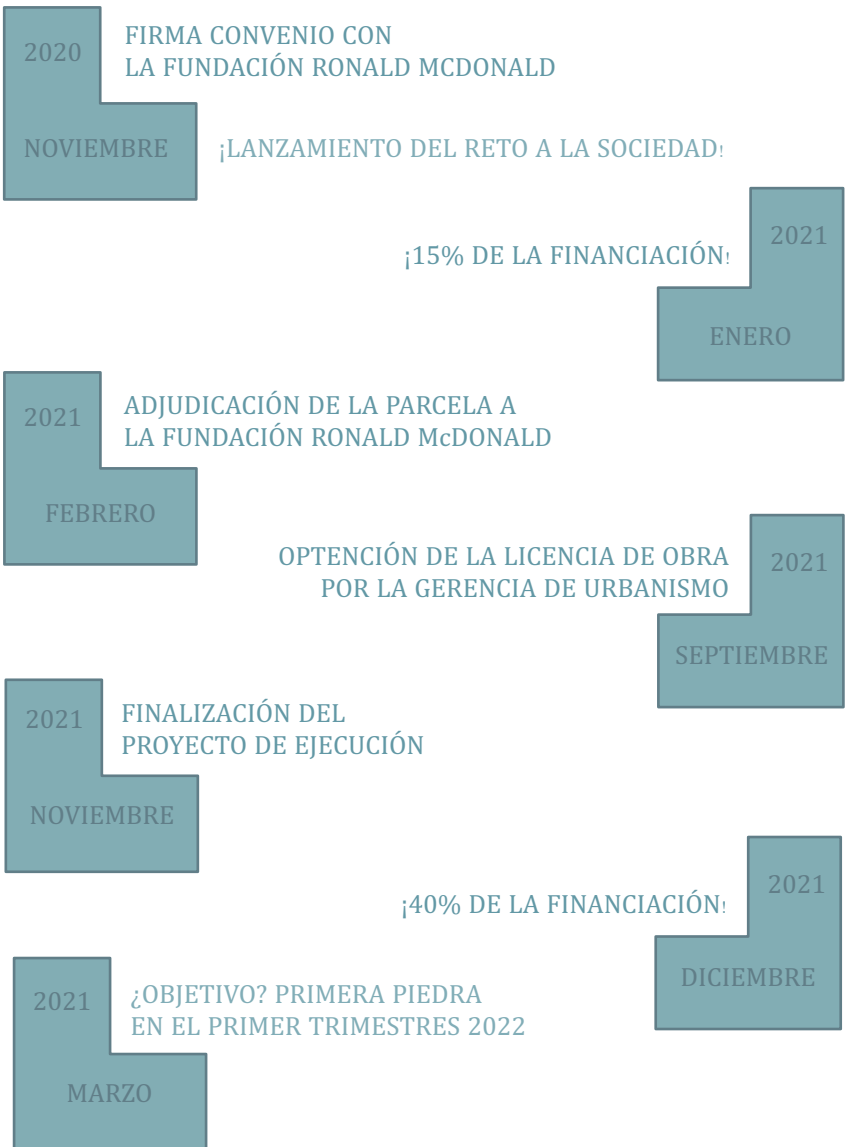 2020
FIRMA CONVENIO CON
LA FUNDACIÓN RONALD MCDONALD
NOVIEMBRE
¡LANZAMIENTO DEL RETO A LA SOCIEDAD!
2021
¡15% DE LA FINANCIACIÓN!
ENERO
2021
ADJUDICACIÓN DE LA PARCELA A
LA FUNDACIÓN RONALD McDONALD
FEBRERO
OPTENCIÓN DE LA LICENCIA DE OBRA
POR LA GERENCIA DE URBANISMO
2021
SEPTIEMBRE
2021
FINALIZACIÓN DEL
PROYECTO DE EJECUCIÓN
NOVIEMBRE
2021
¡40% DE LA FINANCIACIÓN!
DICIEMBRE
2021
¿OBJETIVO? PRIMERA PIEDRA
EN EL PRIMER TRIMESTRES 2022
MARZO